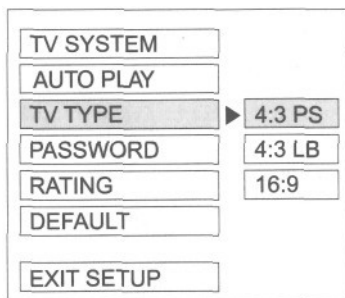 TV SYSTEM
AUTO PLAY
TV TYPE
4:3 PS
PASSWORD
4:3 LB
RATING
16:9
DEFAULT
EXIT SETUP